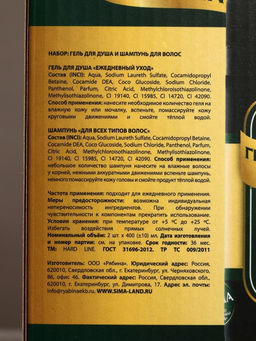 НАБОР: ГЕЛЬ ДЛЯ ДУША И ШАМПУНЬ ДЛЯ ВОЛОС
ГЕЛЬ ДЛЯ ДУША «ЕЖЕДНЕВНЫЙ УХОД»
Состав (INCI): Aqua, Sodium Laureth Sulfate, Cocamidopropyl
Betaine, Cocamide DEA, Coco Glucoside, Sodium Chloride,
Panthenol, Parfum, Citric Acid, Methylchloroisothiazolinone,
Methylisothiazolinone, CI 19140, CI 15985, CI 14720, CI 42090.
Способ применения: нанесите необходимое количество геля на
влажную кожу или мочалку, вспеньте, помассируйте кожу
круговыми движениями и смойте тёплой водой.
ШАМПУНЬ «ДЛЯ ВСЕХ ТИПОВ ВОЛОС»
Состав (INCI): Aqua, Sodium Laureth Sulfate, Cocamidopropyl Betaine,
Cocamide DEA, Coco Glucoside, Sodium Chloride, Panthenol, Parfum,
Citric Acid, Methylchloroisothiazolinone, Methylisothiazolinone,
CI 19140, CI 15985, CI 14720, CI 42090. Способ применения:
небольшое количество шампуня нанесите на влажные волосы
у корней, нежными аккуратными движениями вспеньте шампунь,
немного помассируйте кожу головы и смойте продукт тёплой водой.
Частота применения: подходит для ежедневного применения.
Меры предосторожности: возможна индивидуальная
непереносимость ингредиентов. При обнаружении
чувствительности к компонентам прекратить использование.
Условия хранения: при температуре от +5 ºС до +25 ºС.
Избегать воздействия прямых солнечных лучей.
Номинальный объём: 2 шт. х 400 (±10) мл. Дата изготовления
и номер партии: см. на упаковке. Срок годности: 36 мес.
ТМ: HARD LINE. ГОСТ 31696-2012. ТР ТС 009/2011
Изготовитель: ООО «Рябина». Юридический адрес: Россия,
620010, Свердловская обл., г. Екатеринбург, ул. Черняховского,
д. 86, офис 46. Фактический адрес: Россия, 620010,
Свердловская обл., г. Екатеринбург, ул. Димитрова,
д. 17. Адрес эл. почты:
info@ryabinaekb.ru. WWW.SIMA-LAND.RU